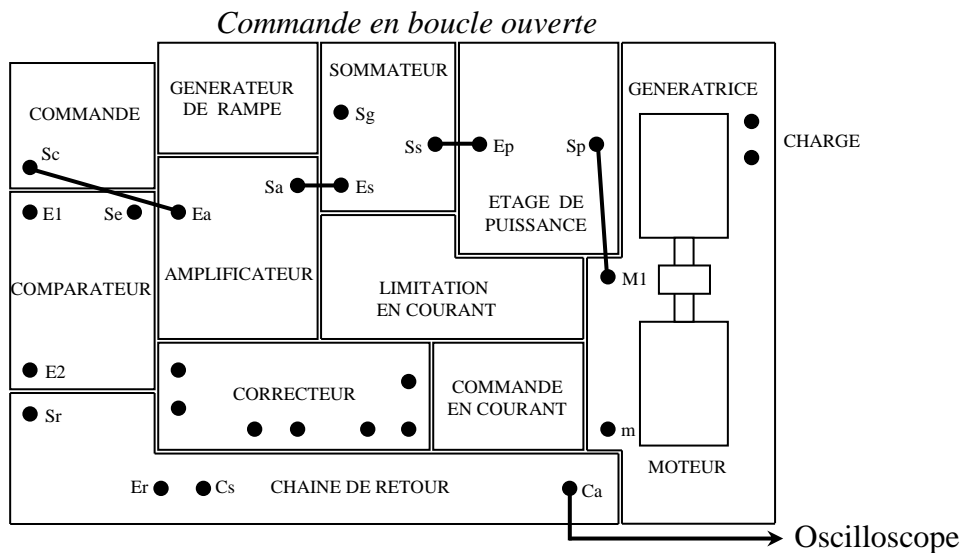 Commande en boucle ouverte
SOMMATEUR
GENERATEUR
DE RAMPE
GENERATRICE
COMMANDE
Sg
CHARGE
Sc
Ss
Ep
Sp
Sa
Es
E1
Se
Ea
ETAGE DE
PUISSANCE
AMPLIFICATEUR
M1
COMPARATEUR
LIMITATION
EN COURANT
E2
CORRECTEUR
COMMANDE
EN COURANT
Sr
m
MOTEUR
Er
Cs
CHAINE DE RETOUR
Ca
Oscilloscope